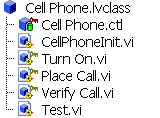 Cell Phone.lvclass
Cell Phone.ctl
CellPhoneInit.vi
Turn On.vi
Place Call.vi
Verify Call.vi
Test.vi